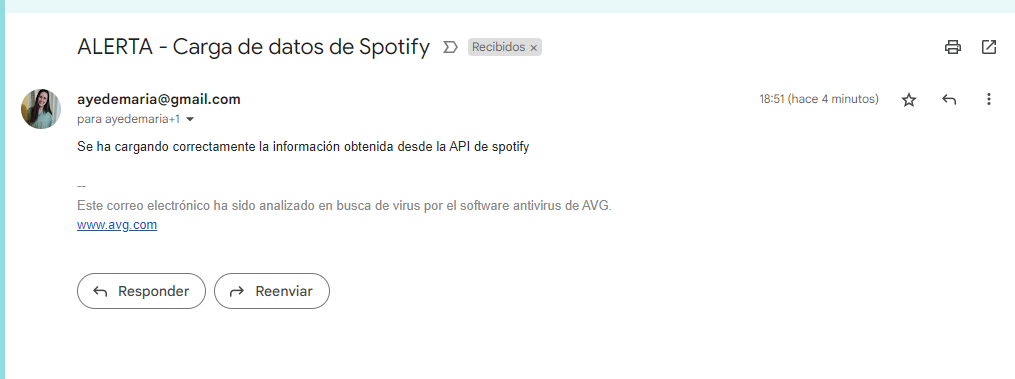 ALERTA - Carga de datos de Spotify
Recibidos ×
ayedemaria@gmail.com
18:51 (hace 4 minutos)
para ayedemaria+1
Se ha cargando correctamente la información obtenida desde la API de spotify
--
Este correo electrónico ha sido analizado en busca de virus por el software antivirus de AVG.
www.avg.com
Responder
Reenviar